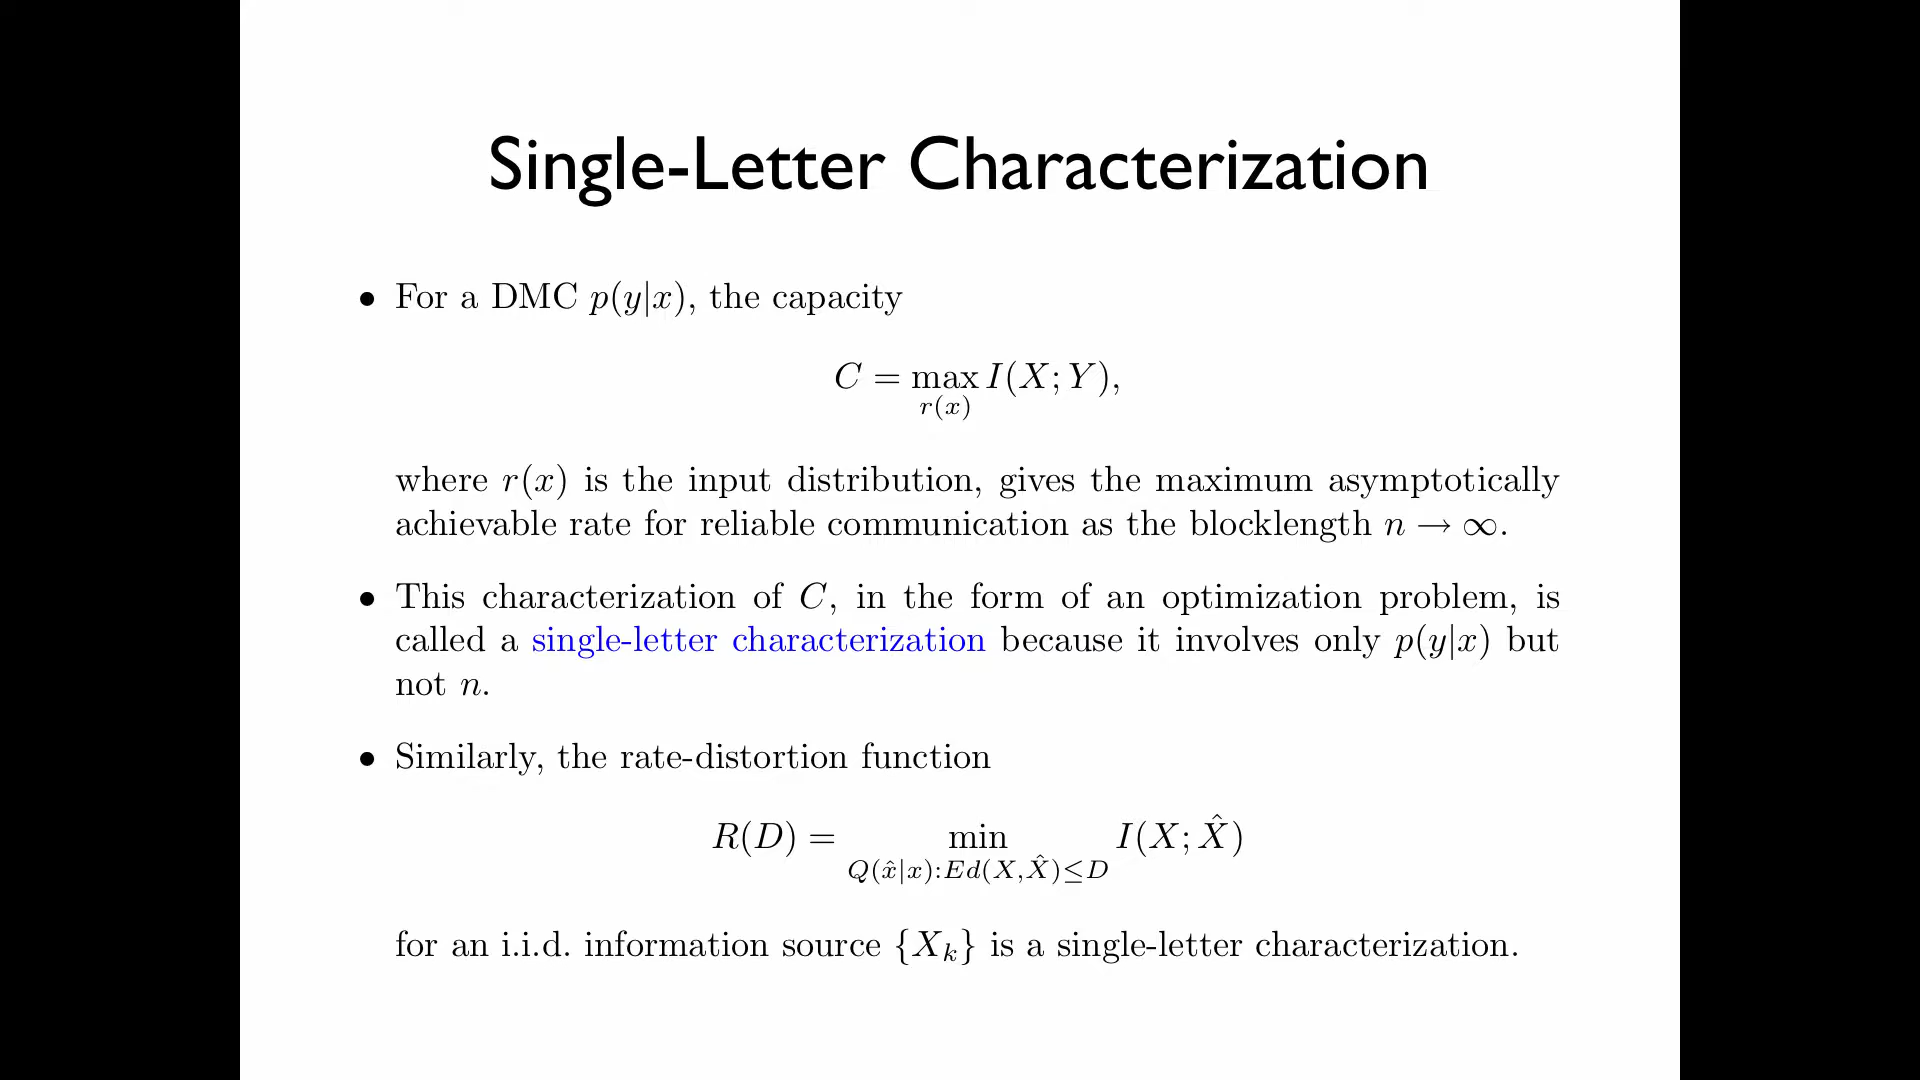 Single-Letter Characterization
• For a DMC p(y|x), the capacity
C = max I(X; Y),
r(x)
where r(x) is the input distribution, gives the maximum asymptotically
achievable rate for reliable communication as the blocklength n → ∞.
• This characterization of C, in the form of an optimization problem, is
called a single-letter characterization because it involves only p(y|x) but
not n.
• Similarly, the rate-distortion function
R(D) = min I(X; X̂)
Q(x̂|x):Ed(X,X̂)≤D
for an i.i.d. information source {Xₖ} is a single-letter characterization.